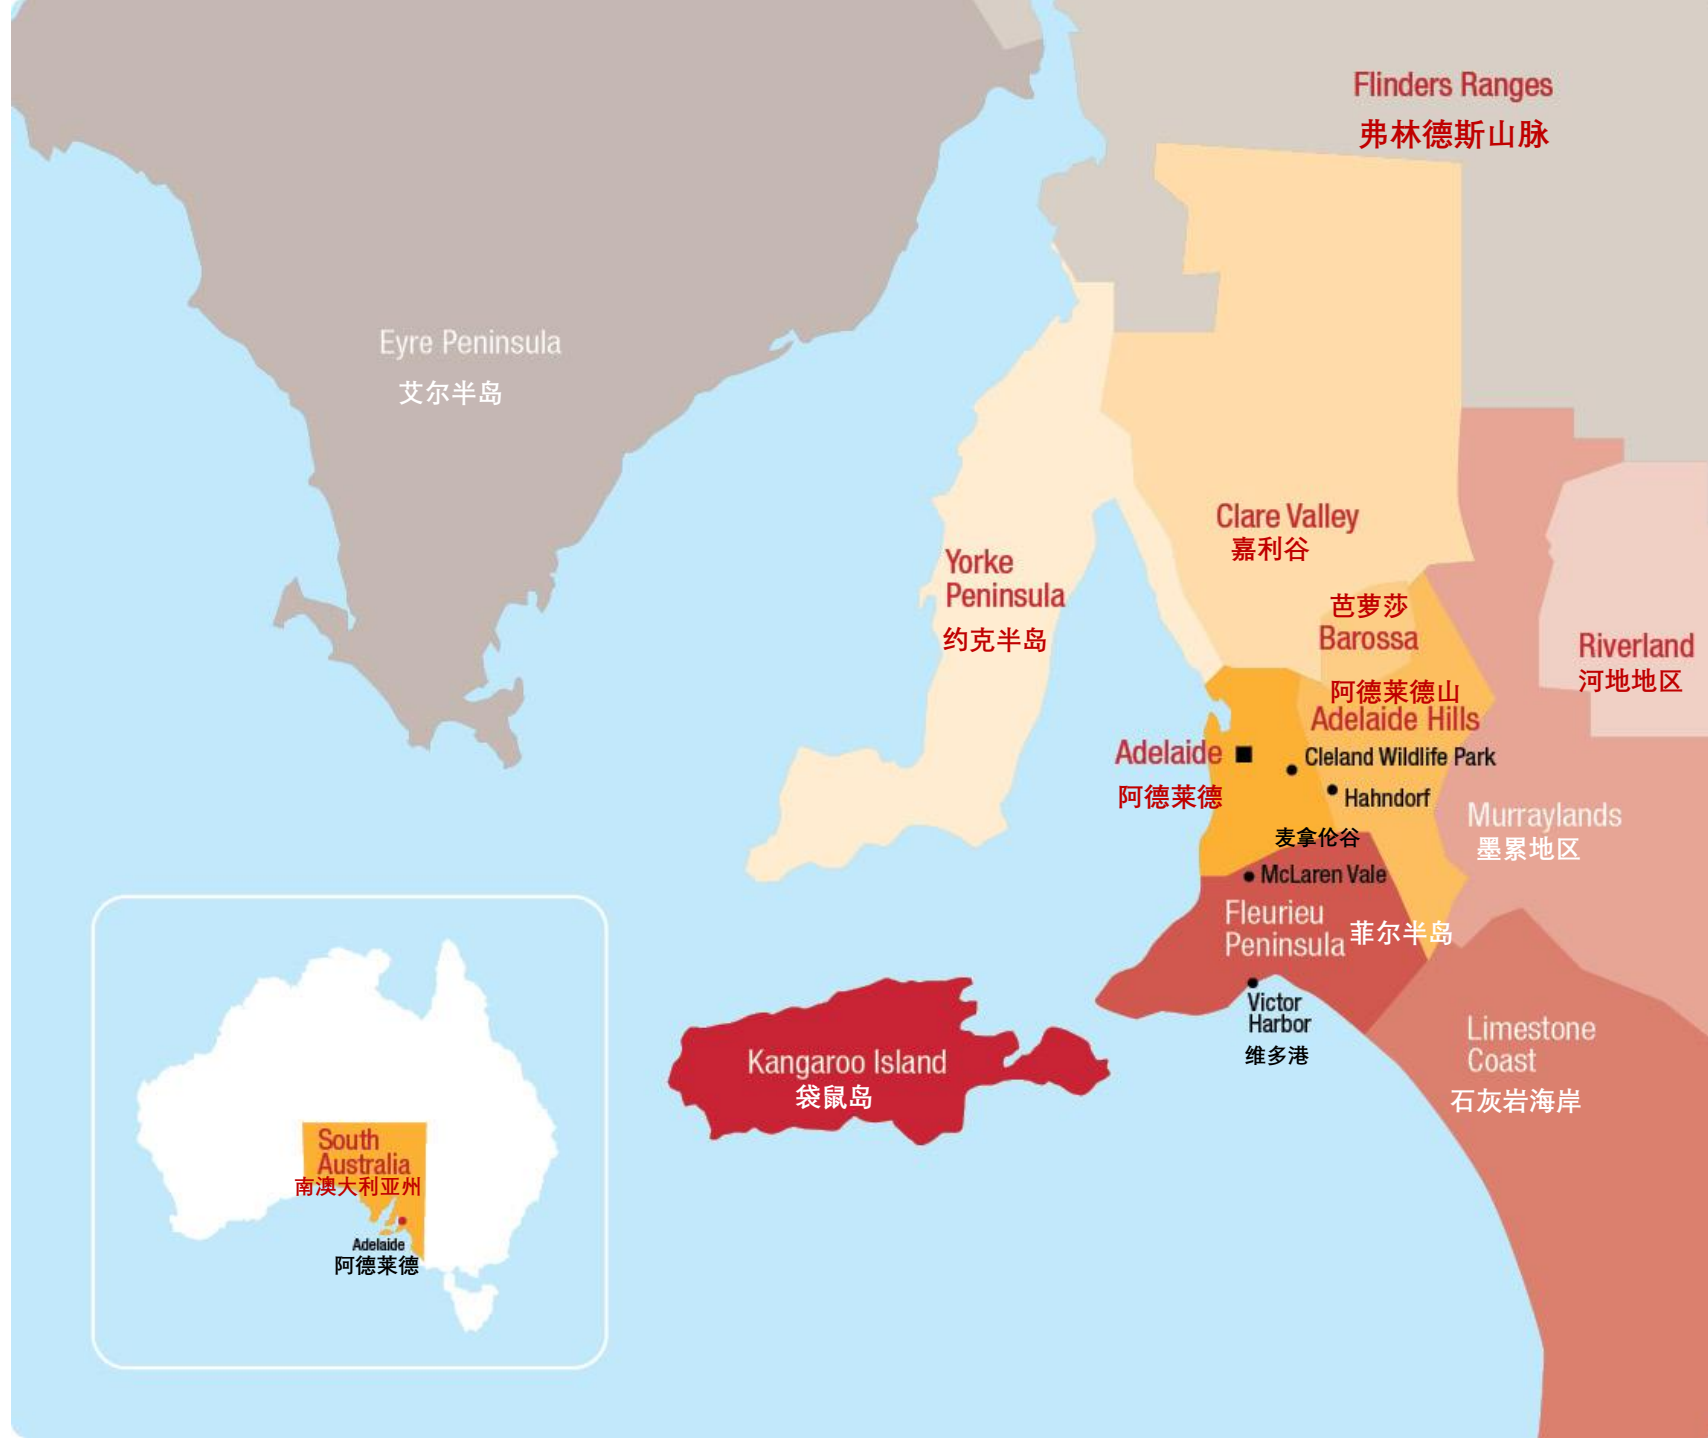 Flinders Ranges
弗林德斯山脉
Eyre Peninsula
艾尔半岛
Clare Valley
嘉利谷
Yorke
Peninsula
约克半岛
芭萝莎
Barossa
Riverland
河地地区
阿德莱德山
Adelaide Hills
Adelaide
阿德莱德
Cleland Wildlife Park
Hahndorf
Murraylands
墨累地区
麦拿伦谷
McLaren Vale
Fleurieu
Peninsula
菲尔半岛
Victor
Harbor
维多港
Kangaroo Island
袋鼠岛
Limestone
Coast
石灰岩海岸
South
Australia
南澳大利亚州
Adelaide
阿德莱德